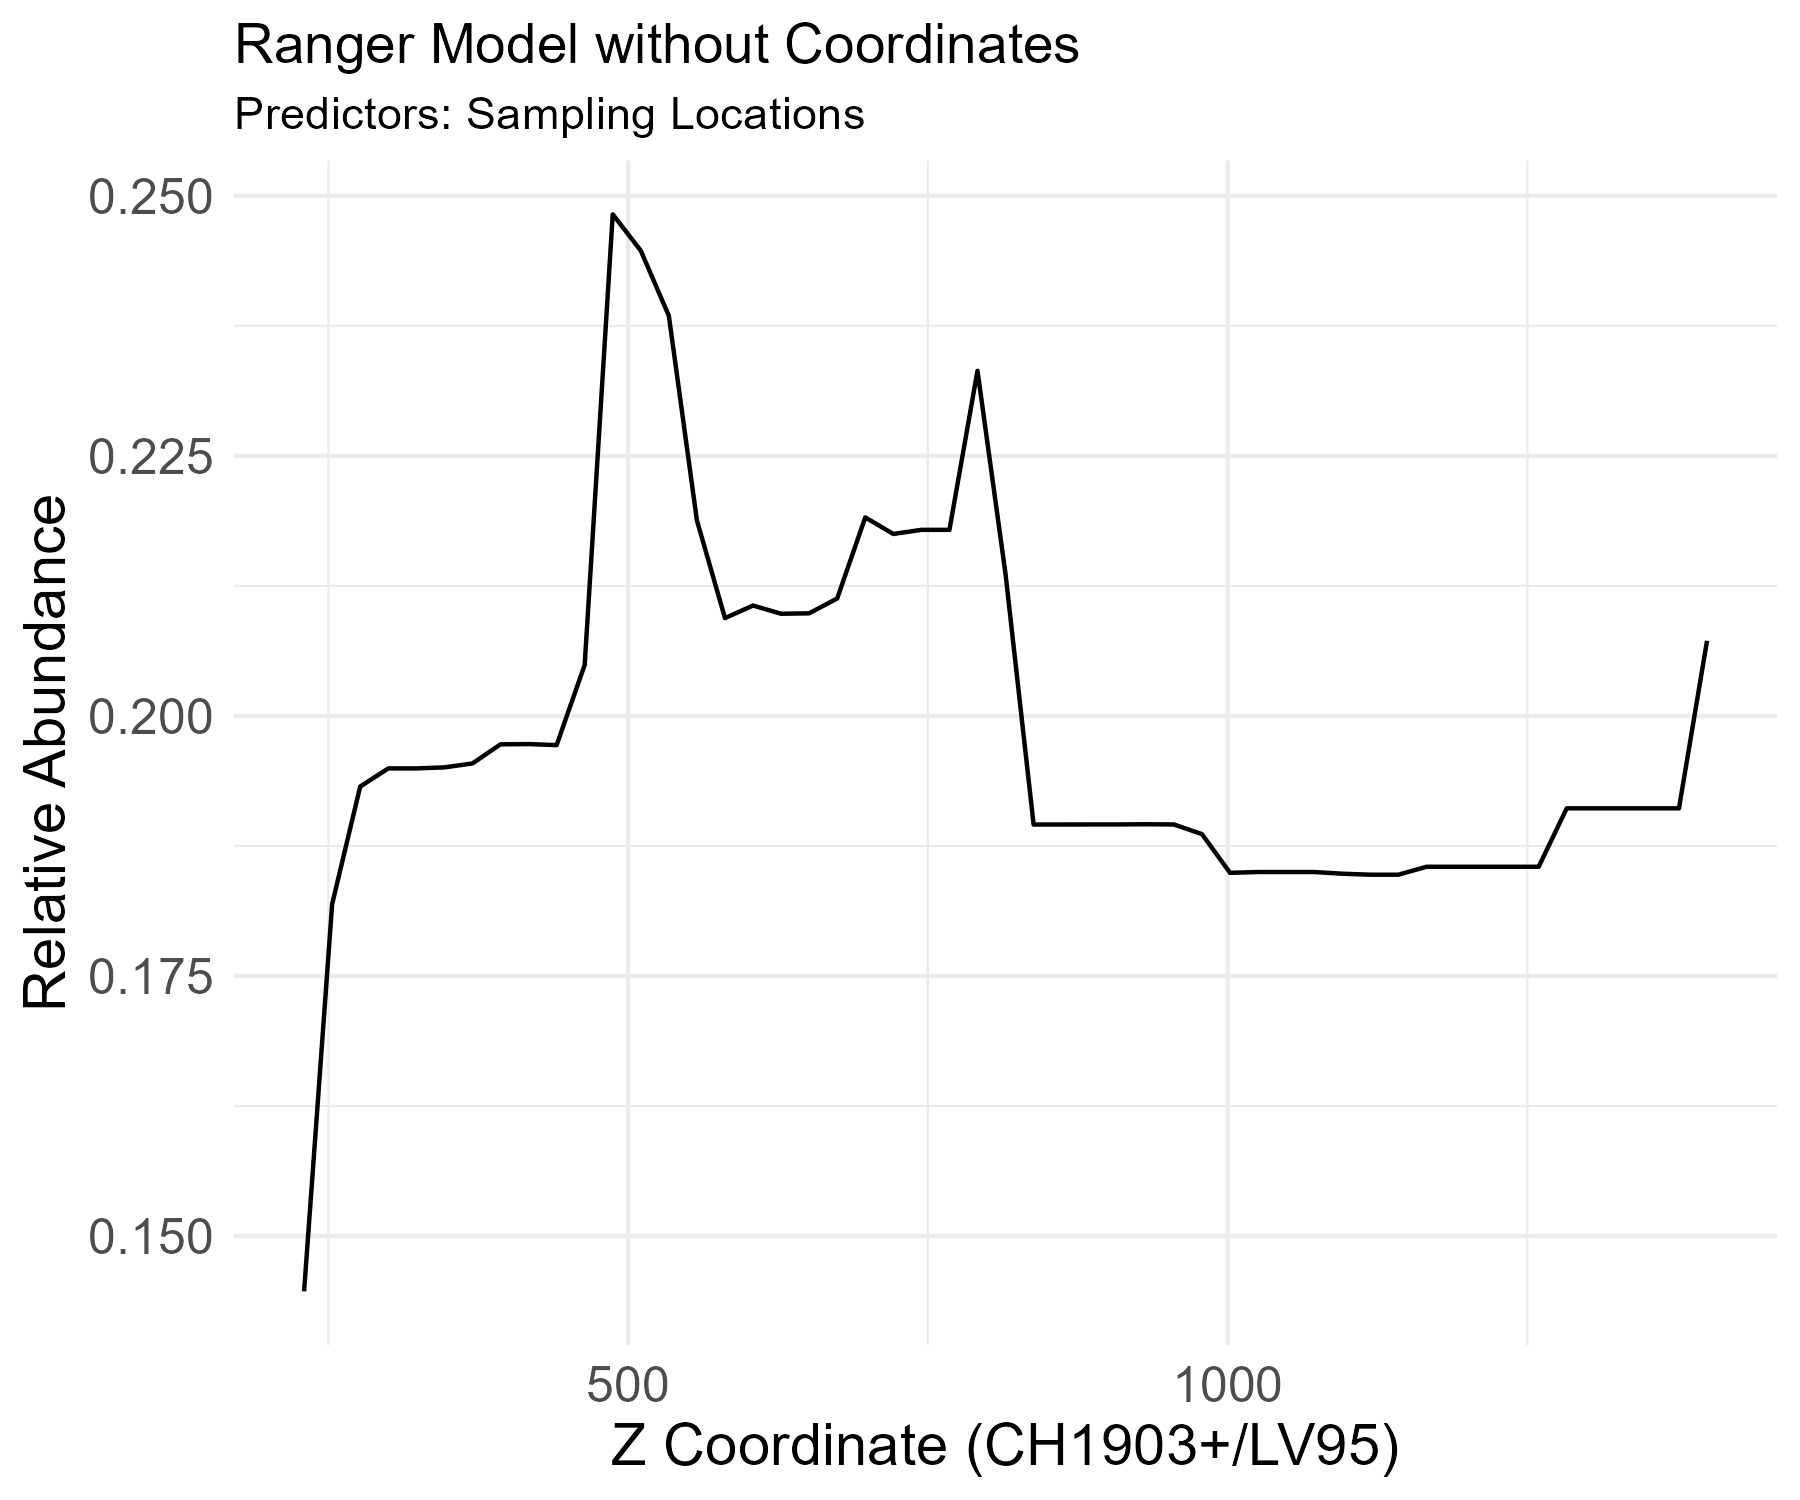 Ranger Model without Coordinates
Predictors: Sampling Locations
Relative Abundance
0.250
0.225
0.200
0.175
0.150
500 1000
Z Coordinate (CH1903+/LV95)